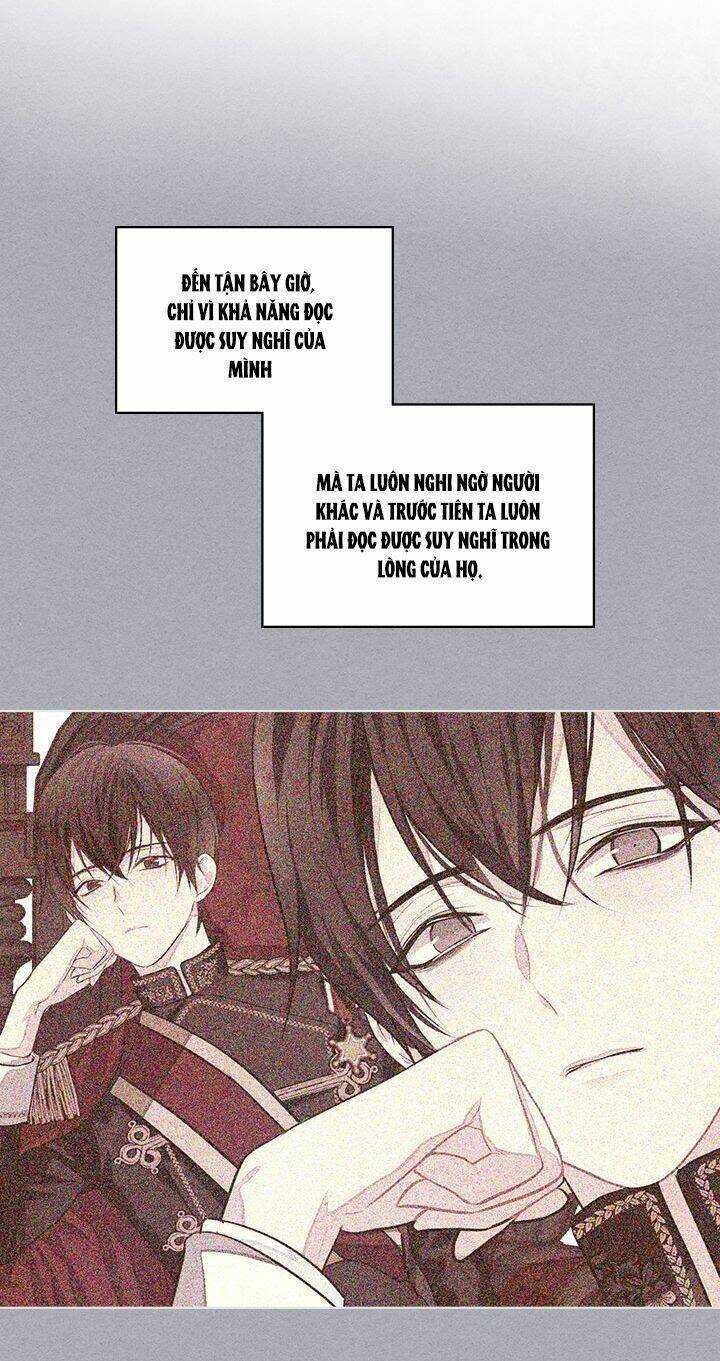 ĐẾN TẬN BÂY GIỜ,
CHỈ VÌ KHẢ NĂNG ĐỌC
ĐƯỢC SUY NGHĨ CỦA
MÌNH
MÀ TA LUÔN NGHI NGỜ NGƯỜI
KHÁC VÀ TRƯỚC TIÊN TA LUÔN
PHẢI ĐỌC ĐƯỢC SUY NGHĨ TRONG
LÒNG CỦA HỌ.